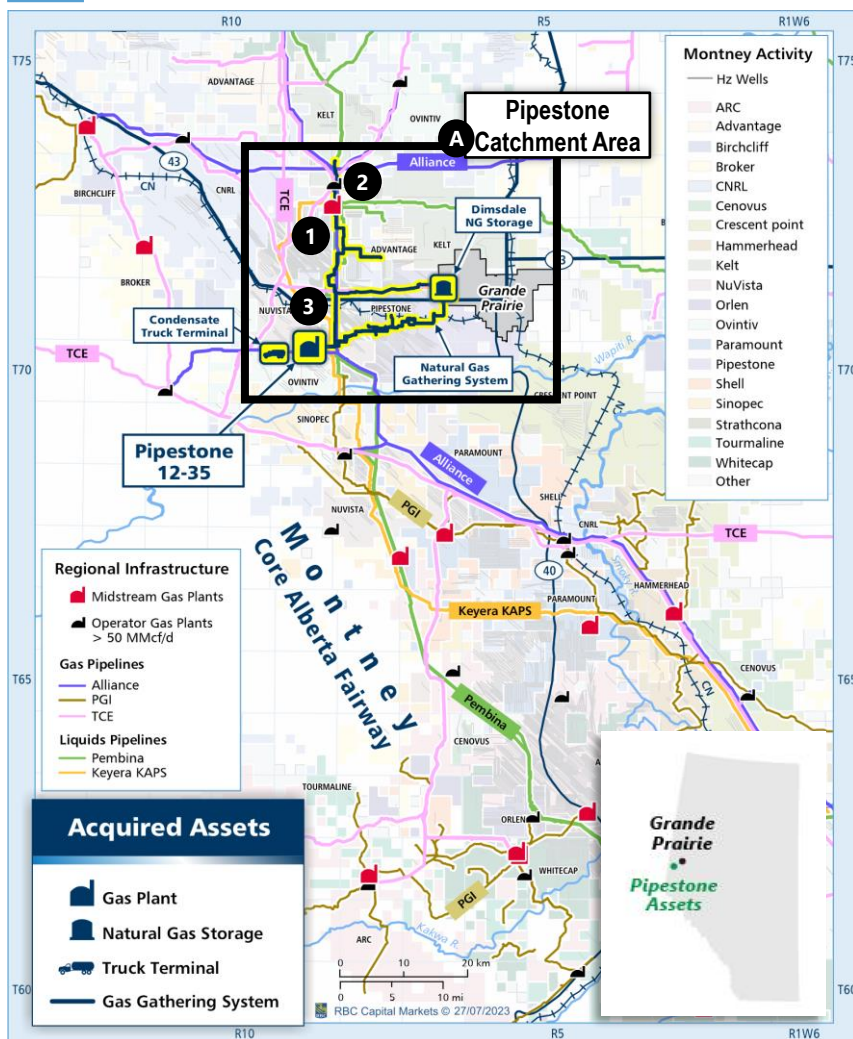 R10
R5
R1W6
T75
T75
Montney Activity
Hz Wells
ARC
Advantage
Birchcliff
Broker
CNRL
Cenovus
Crescent point
Hammerhead
Kelt
NuVista
Orlen
Ovintiv
Paramount
Pipestone
Shell
Sinopec
Strathcona
Tourmaline
Whitecap
Other
ADVANTAGE
KELT
OVINTIV
A
Pipestone
Catchment Area
43
CNRL
Alliance
BIRCHCLIFF
CN
TCE
2
Dimsdale
NG Storage
1
ADVANTAGE
KELT
BROKER
Grande
Prairie
NUVISTA
3
PIPESTONE
Condensate
Truck Terminal
TCE
OVINTIV
Natural Gas
Gathering System
Wapiti R.
T70
T70
SINOPEC
CRESCENT POINT
CN
Pipestone
12-35
Alliance
PARAMOUNT
SHELL
NUVISTA
PGI
CNRL
TCE
Montney
Core Alberta Fairway
40
Smoky R.
HAMMERHEAD
PARAMOUNT
Keyera KAPS
CENOVUS
CN
Regional Infrastructure
Midstream Gas Plants
Operator Gas Plants
> 50 MMcf/d
Gas Pipelines
Alliance
PGI
TCE
Liquids Pipelines
Pembina
Keyera KAPS
T65
T65
Pembina
CENOVUS
TOURMALINE
ORLEN
WHITECAP
PGI
ARC
Kakwa R.
Grande
Prairie
Pipestone
Assets
Acquired Assets
Gas Plant
Natural Gas Storage
Truck Terminal
Gas Gathering System
0 10 20 km
0 5 10 mi
RBC Capital Markets © 27/07/2023
T60
T60
R10
R5
R1W6